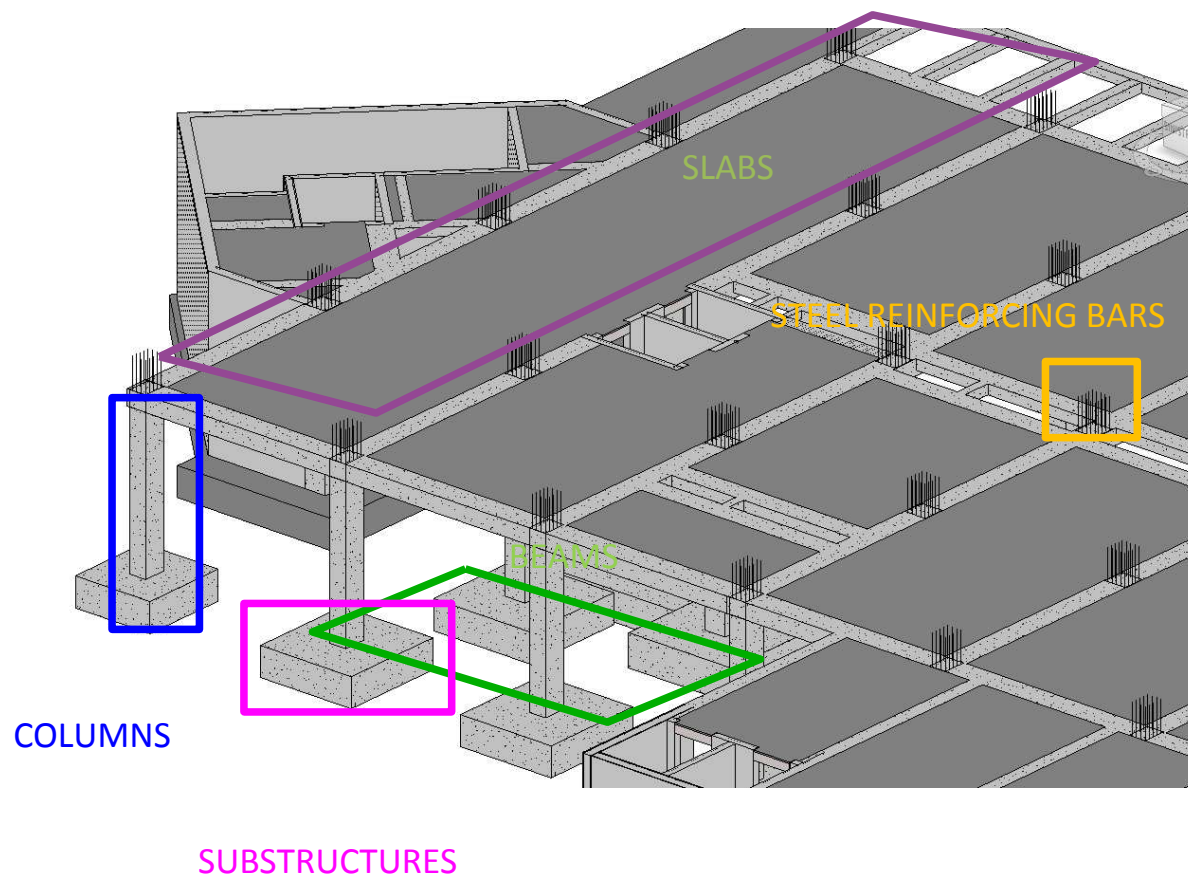 SLABS
STEEL REINFORCING BARS
BEAMS
COLUMNS
SUBSTRUCTURES